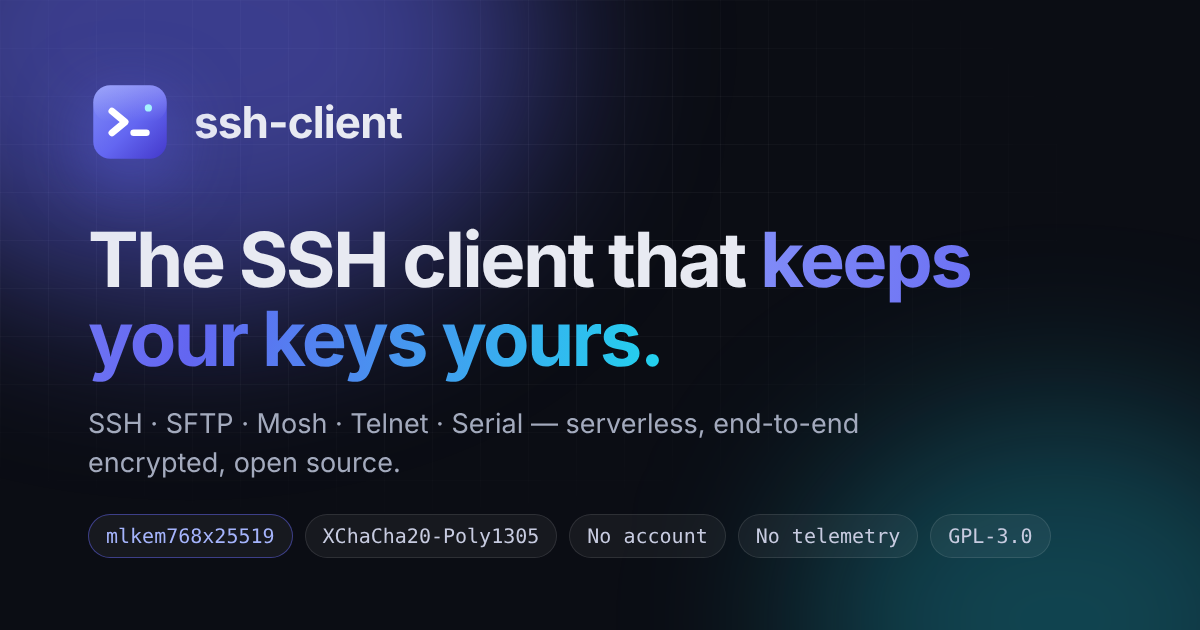 ssh-client
The SSH client that keeps
your keys yours.
SSH · SFTP · Mosh · Telnet · Serial — serverless, end-to-end
encrypted, open source.
mlkem768x25519 XChaCha20-Poly1305 No account No telemetry GPL-3.0